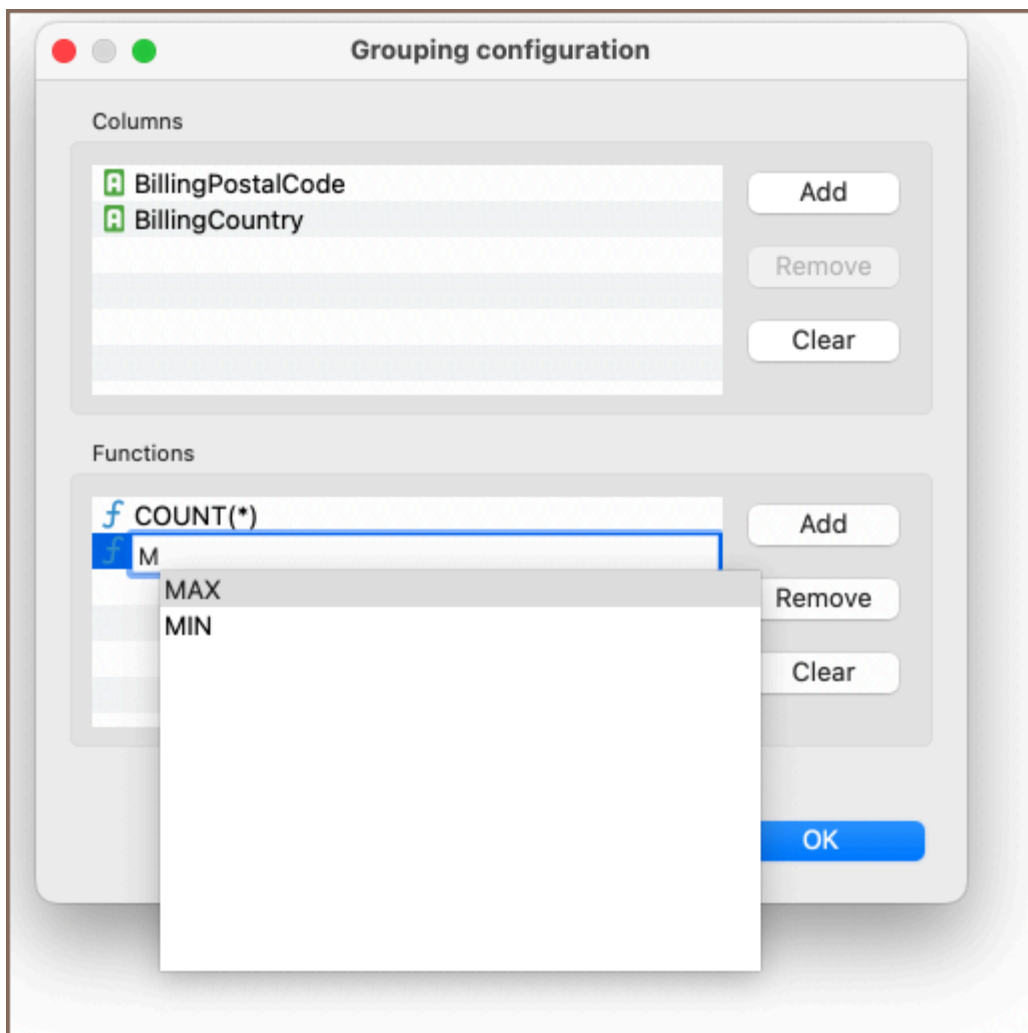 Grouping configuration
Columns
BillingPostalCode
BillingCountry
Add
Remove
Clear
Functions
COUNT(*)
M
MAX
MIN
Add
Remove
Clear
OK